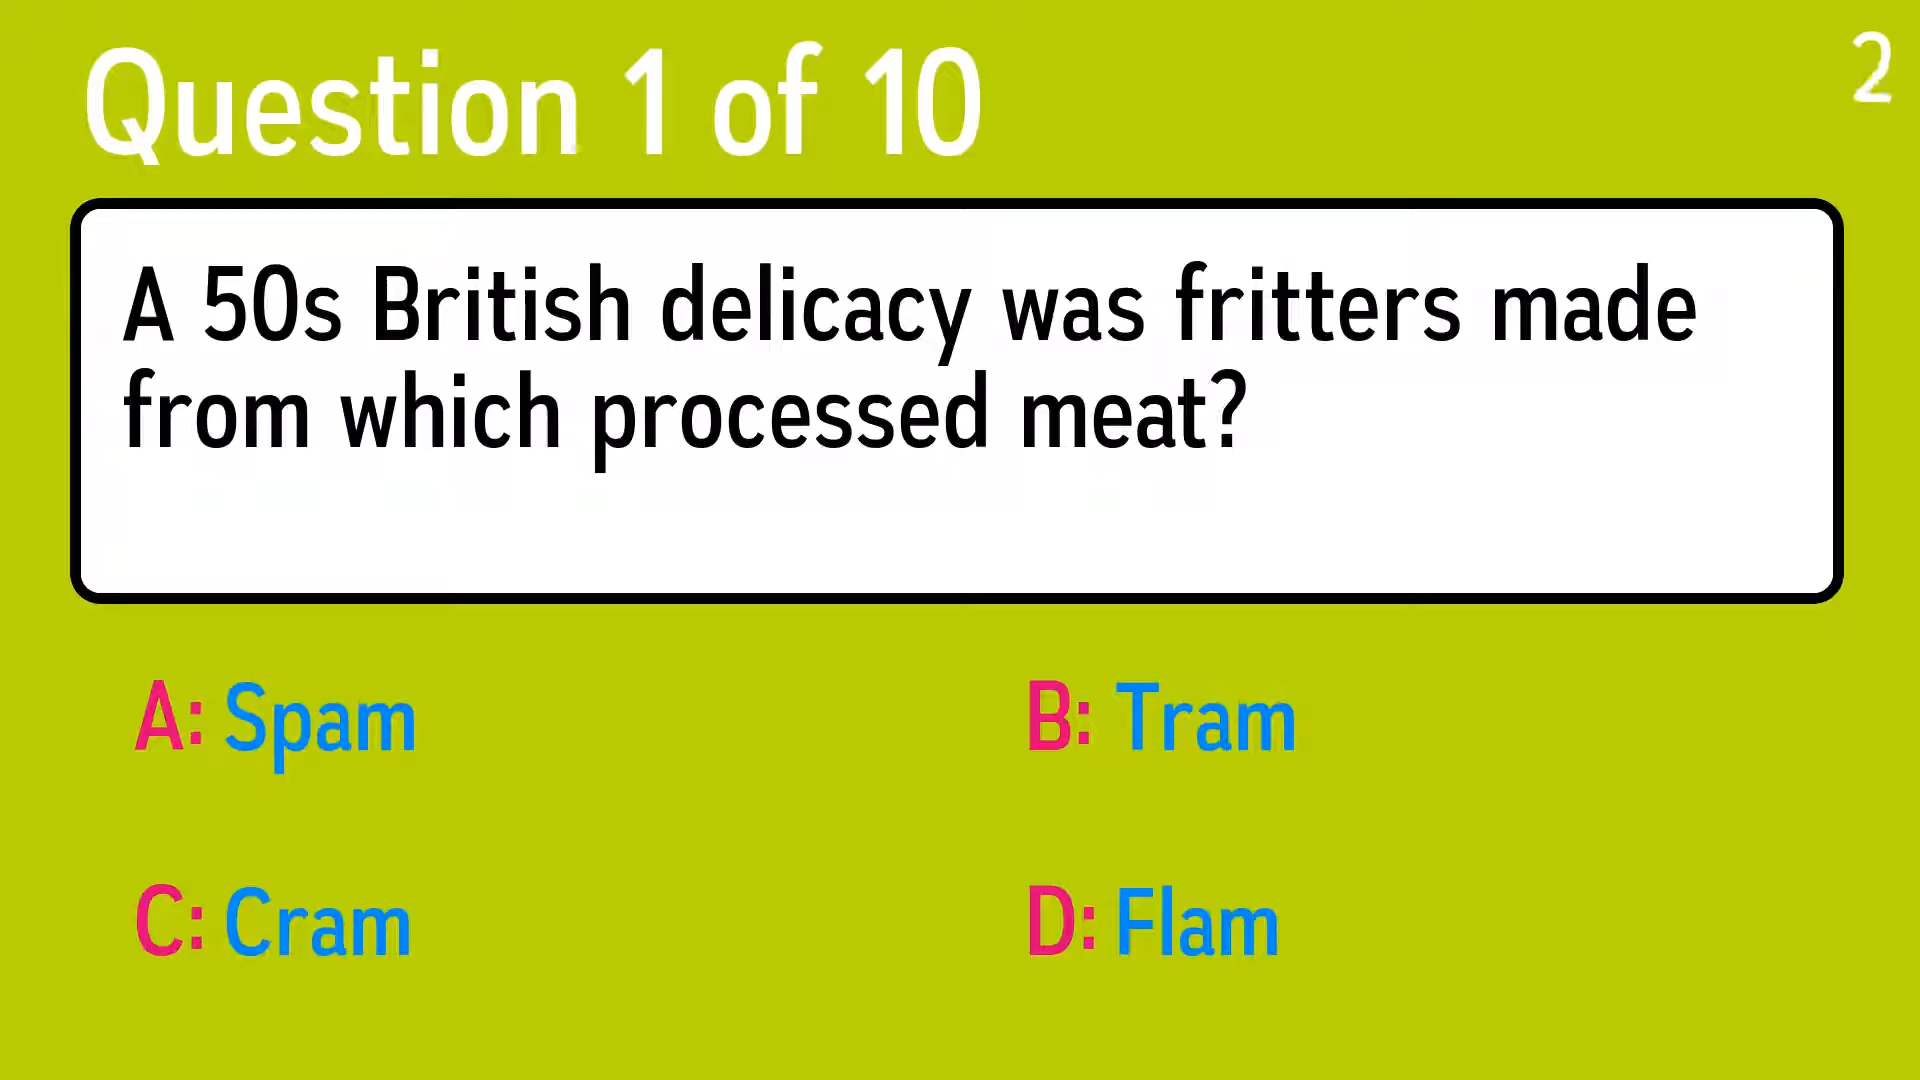 Question 1 of 10
2
A 50s British delicacy was fritters made
from which processed meat?
A: Spam
B: Tram
C: Cram
D: Flam